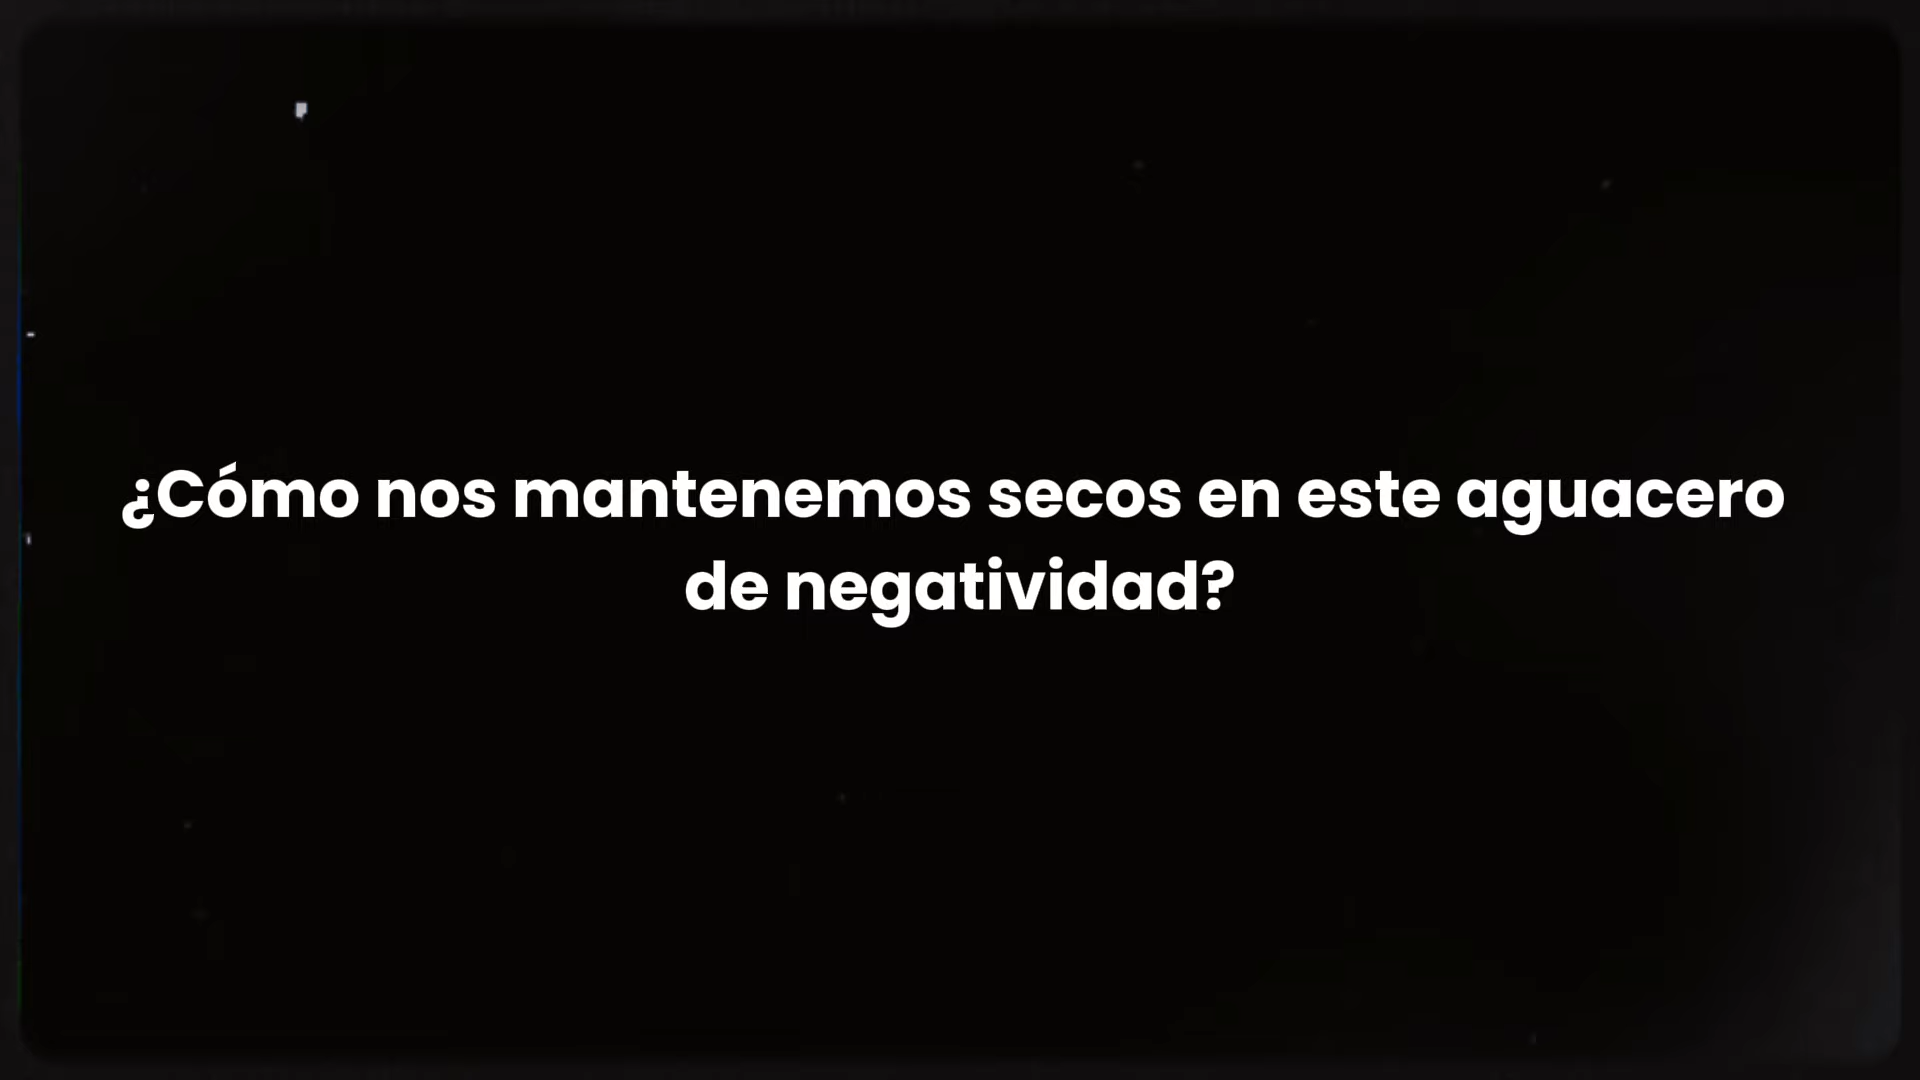 ¿Cómo nos mantenemos secos en este aguacero
de negatividad?